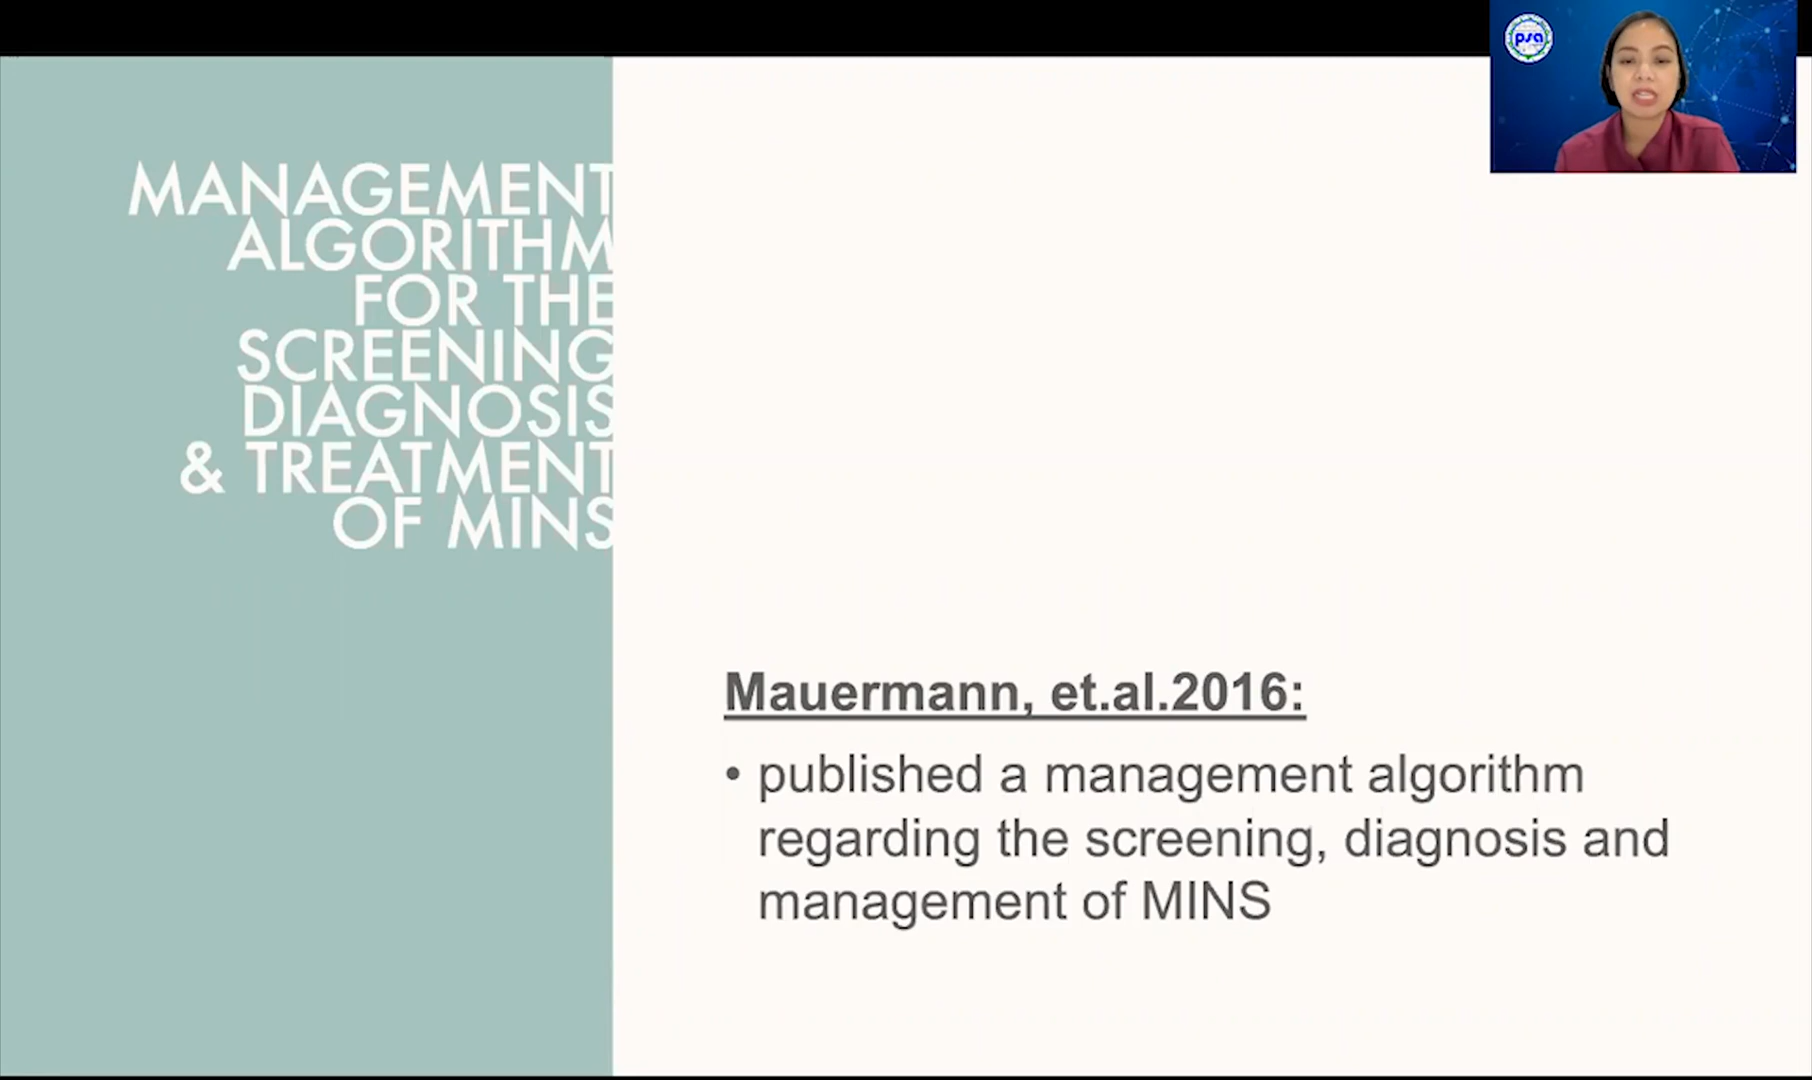 psa
MANAGEMENT
ALGORITHM
FOR THE
SCREENING
DIAGNOSIS
& TREATMENT
OF MINS
Mauermann, et.al.2016:
• published a management algorithm
regarding the screening, diagnosis and
management of MINS